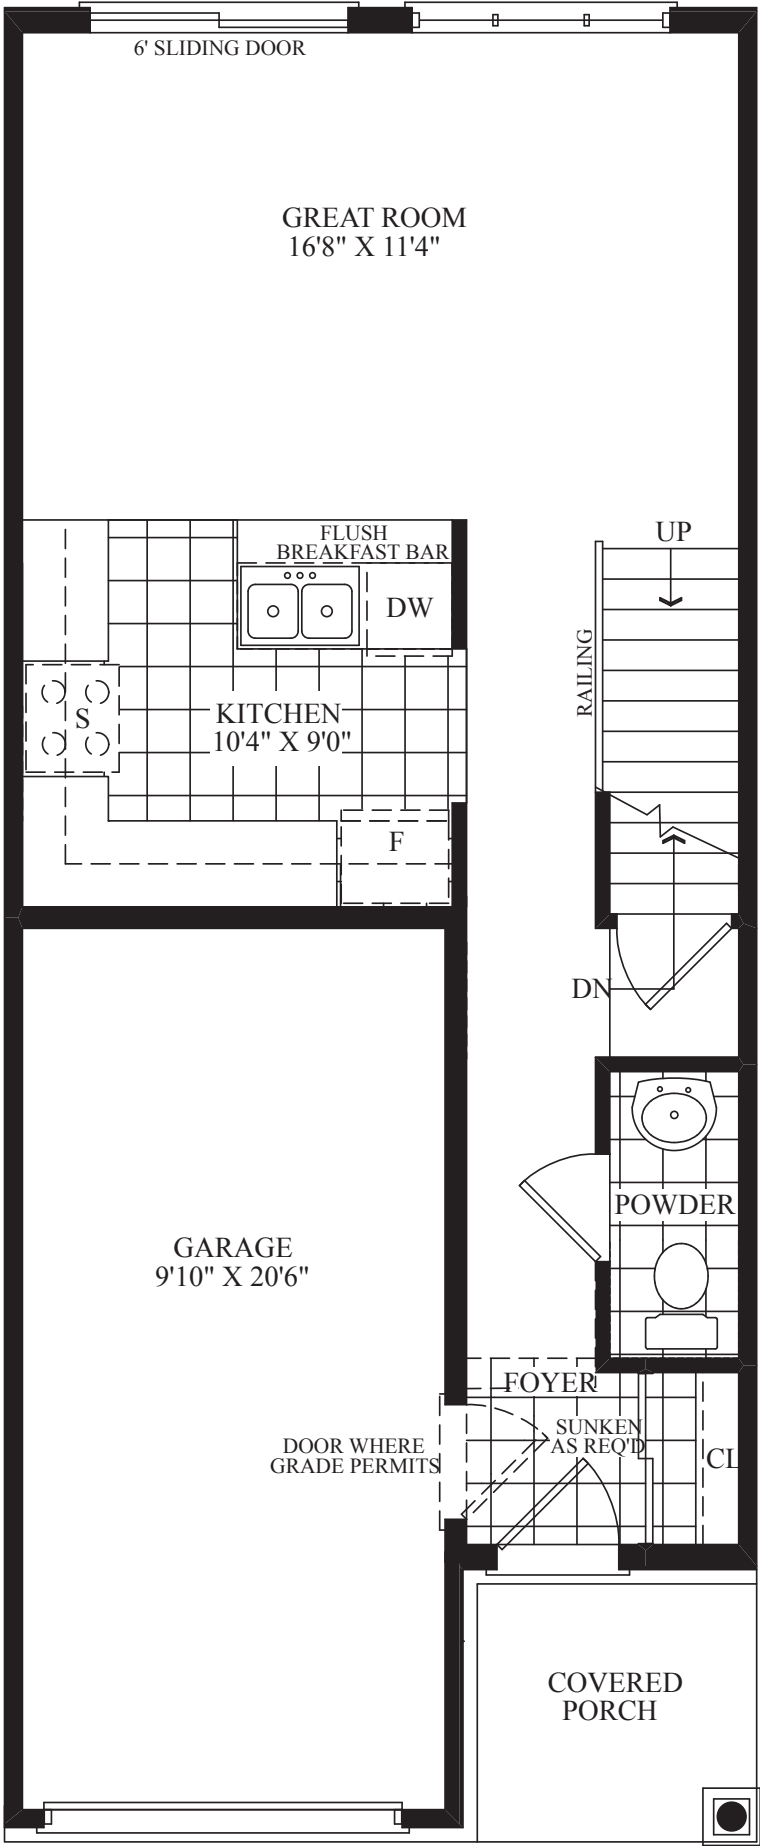 6' SLIDING DOOR
GREAT ROOM
16'8" X 11'4"
FLUSH
BREAKFAST BAR
UP
DW
RAILING
S
KITCHEN
10'4" X 9'0"
F
DN
POWDER
GARAGE
9'10" X 20'6"
FOYER
SUNKEN
AS REQ'D
DOOR WHERE
GRADE PERMITS
CL
COVERED
PORCH